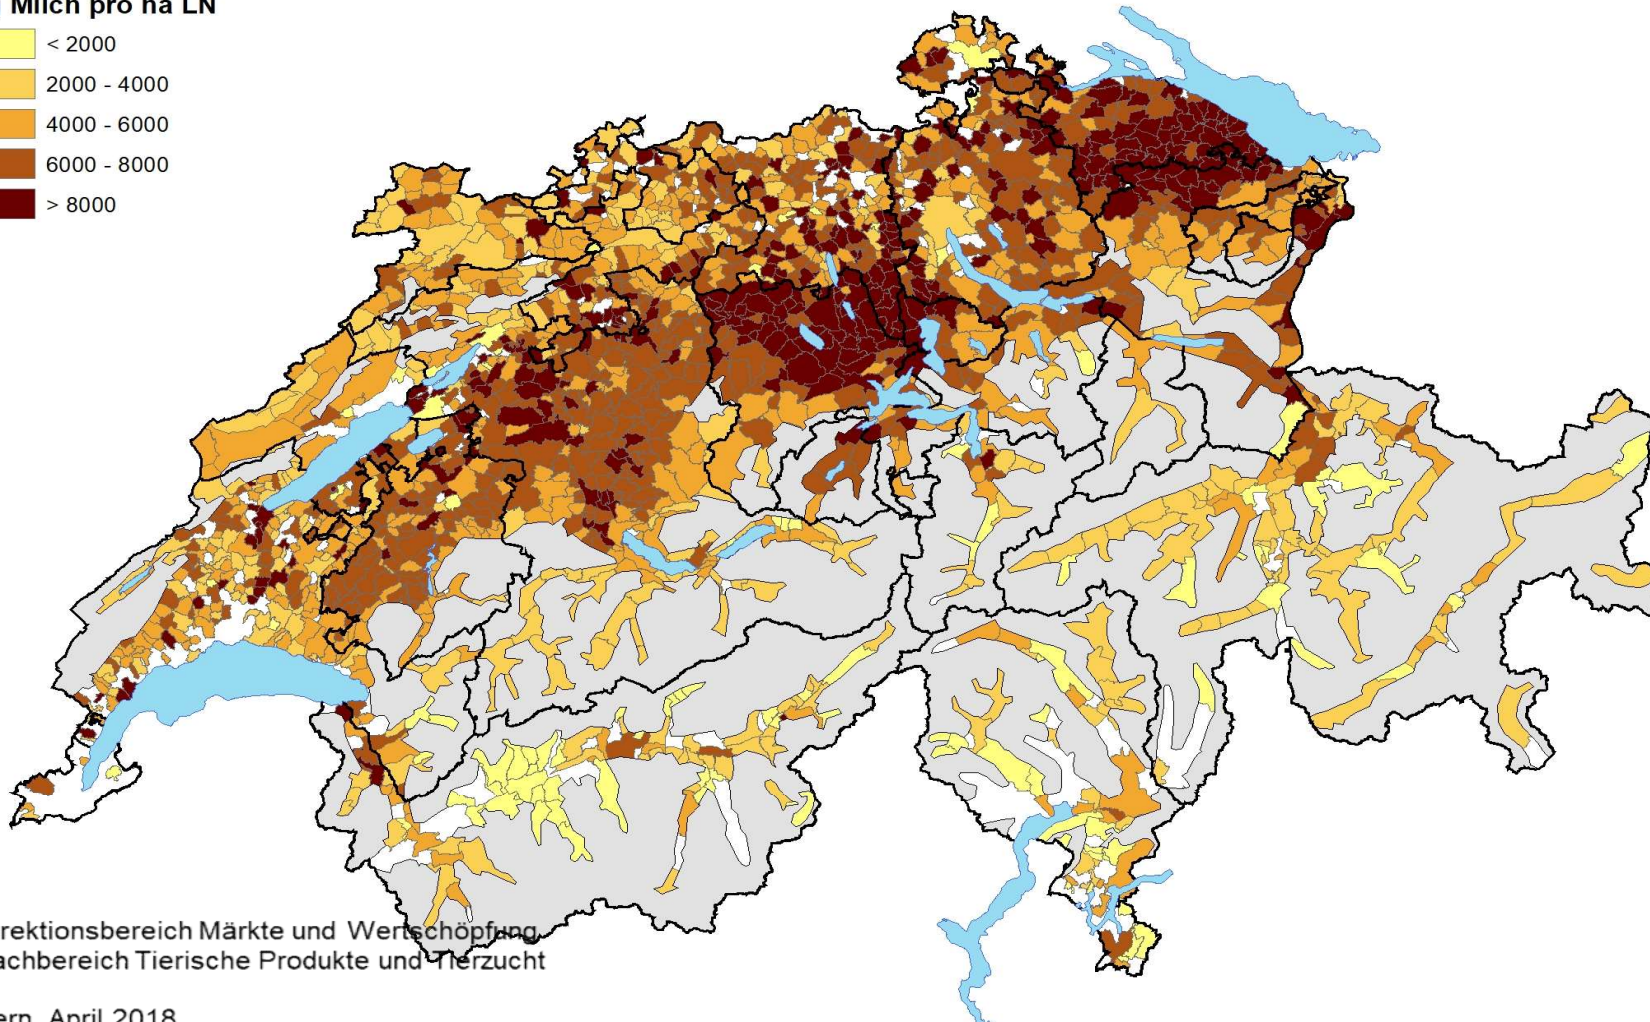 Milch pro ha LN
< 2000
2000 - 4000
4000 - 6000
6000 - 8000
> 8000
rektionsbereich Märkte und Wertschöpfung
achbereich Tierische Produkte und Tierzucht
ern, April 2018